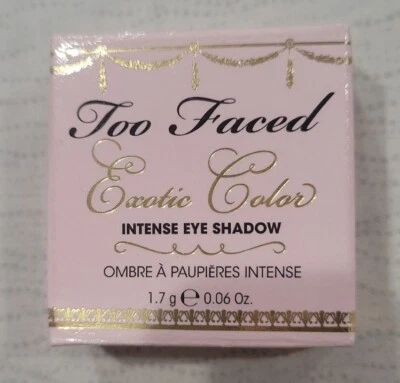 Too Faced
Exotic Color
INTENSE EYE SHADOW
OMBRE À PAUPIÈRES INTENSE
1.7 g ℮ 0.06 Oz.